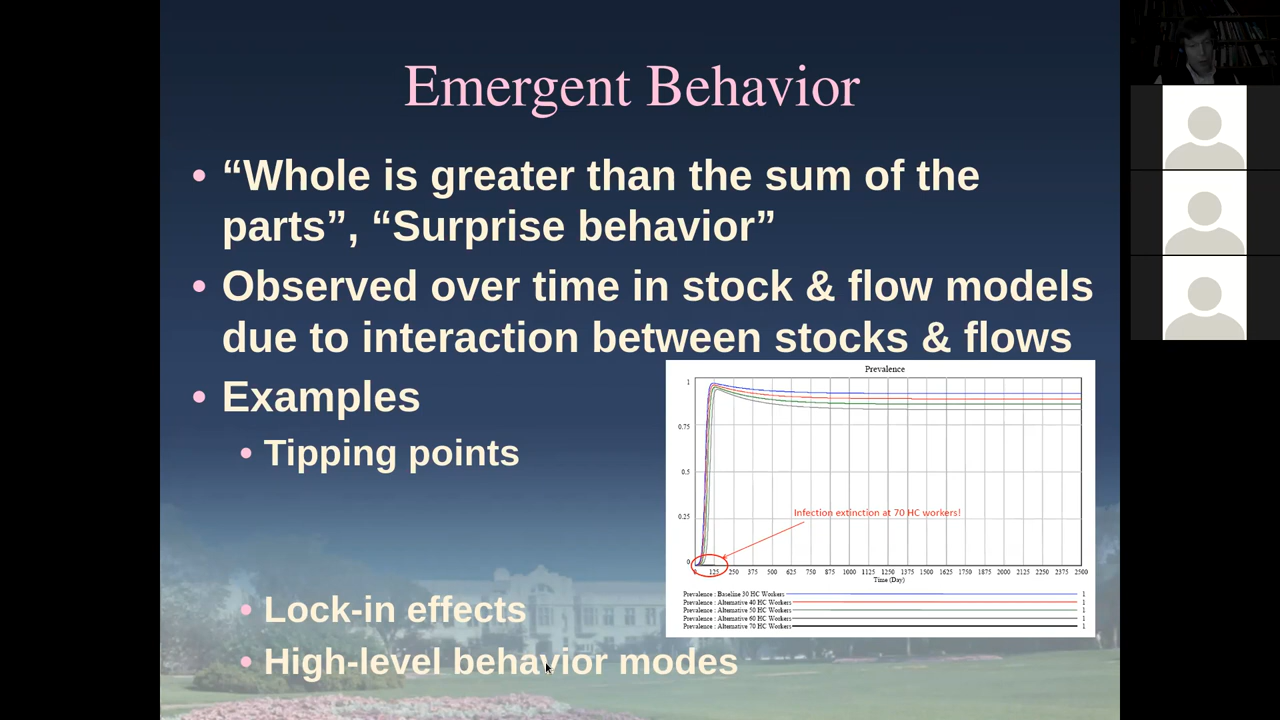 Emergent Behavior
• “Whole is greater than the sum of the
parts”, “Surprise behavior”
• Observed over time in stock & flow models
due to interaction between stocks & flows
• Examples
• Tipping points
Prevalence
1
0.75
0.5
0.25
0
Infection extinction at 70 HC workers!
125 250 375 500 625 750 875 1000 1125 1250 1375 1500 1625 1750 1875 2000 2125 2250 2375 2500
Time (Day)
Prevalence : Baseline 30 HC Workers 1
Prevalence : Alternative 40 HC Workers 1
Prevalence : Alternative 50 HC Workers 1
Prevalence : Alternative 60 HC Workers 1
Prevalence : Alternative 70 HC Workers 1
• Lock-in effects
• High-level behavior modes